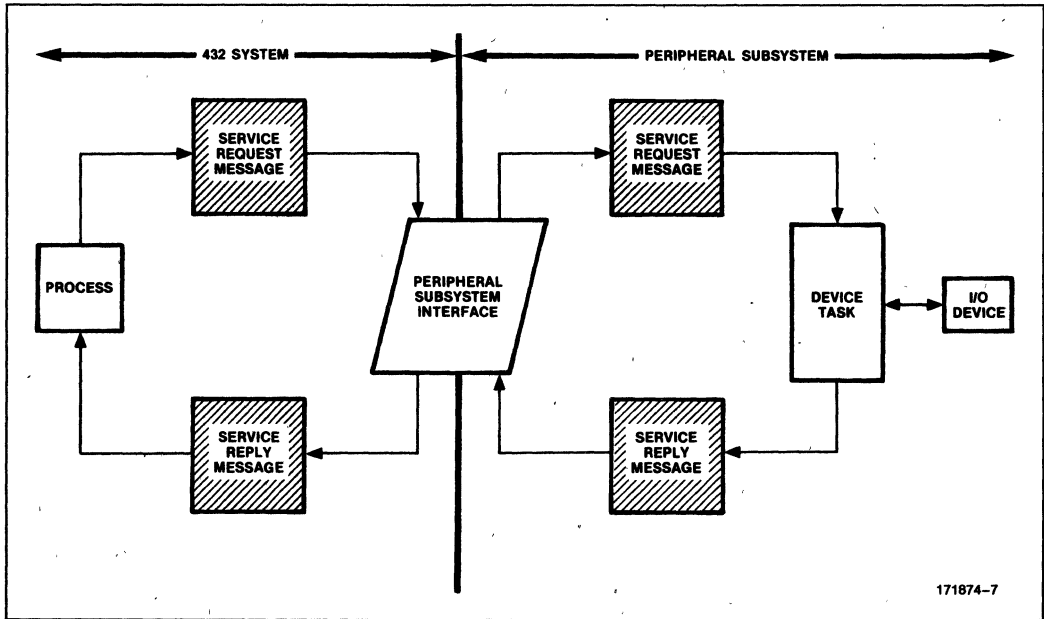 432 SYSTEM
PERIPHERAL SUBSYSTEM
SERVICE
REQUEST
MESSAGE
SERVICE
REQUEST
MESSAGE
PROCESS
PERIPHERAL
SUBSYSTEM
INTERFACE
DEVICE
TASK
I/O
DEVICE
SERVICE
REPLY
MESSAGE
SERVICE
REPLY
MESSAGE
171874–7